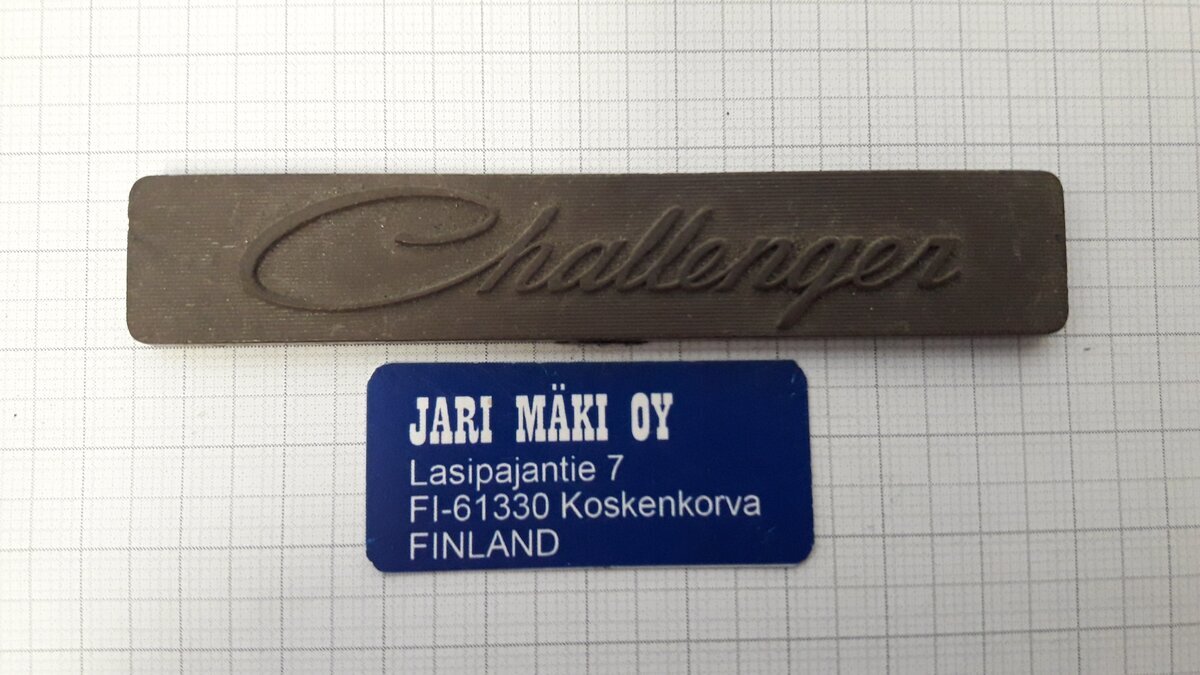 Challenger
JARI MÄKI OY
Lasipajantie 7
FI-61330 Koskenkorva
FINLAND